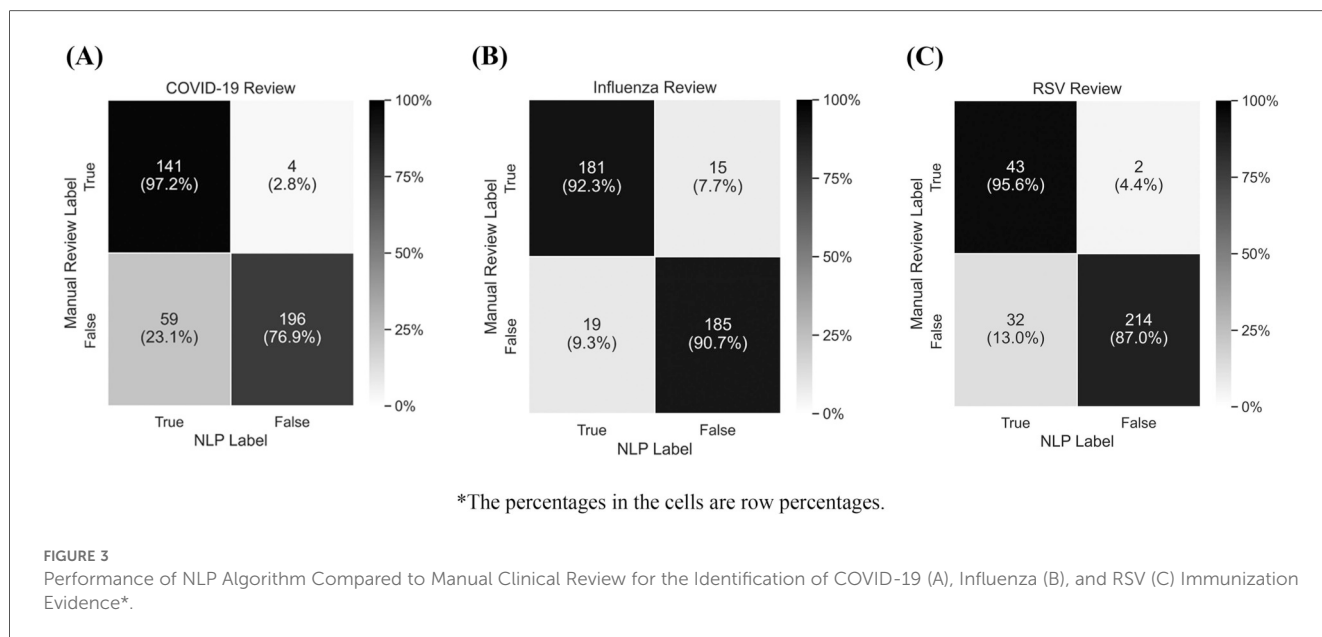 (A)
COVID-19 Review
Manual Review Label
True
False
141
(97.2%)
4
(2.8%)
59
(23.1%)
196
(76.9%)
True
False
NLP Label
100%
75%
50%
25%
0%
(B)
Influenza Review
Manual Review Label
True
False
181
(92.3%)
15
(7.7%)
19
(9.3%)
185
(90.7%)
True
False
NLP Label
100%
75%
50%
25%
0%
(C)
RSV Review
Manual Review Label
True
False
43
(95.6%)
2
(4.4%)
32
(13.0%)
214
(87.0%)
True
False
NLP Label
100%
75%
50%
25%
0%
*The percentages in the cells are row percentages.
FIGURE 3
Performance of NLP Algorithm Compared to Manual Clinical Review for the Identification of COVID-19 (A), Influenza (B), and RSV (C) Immunization
Evidence*.